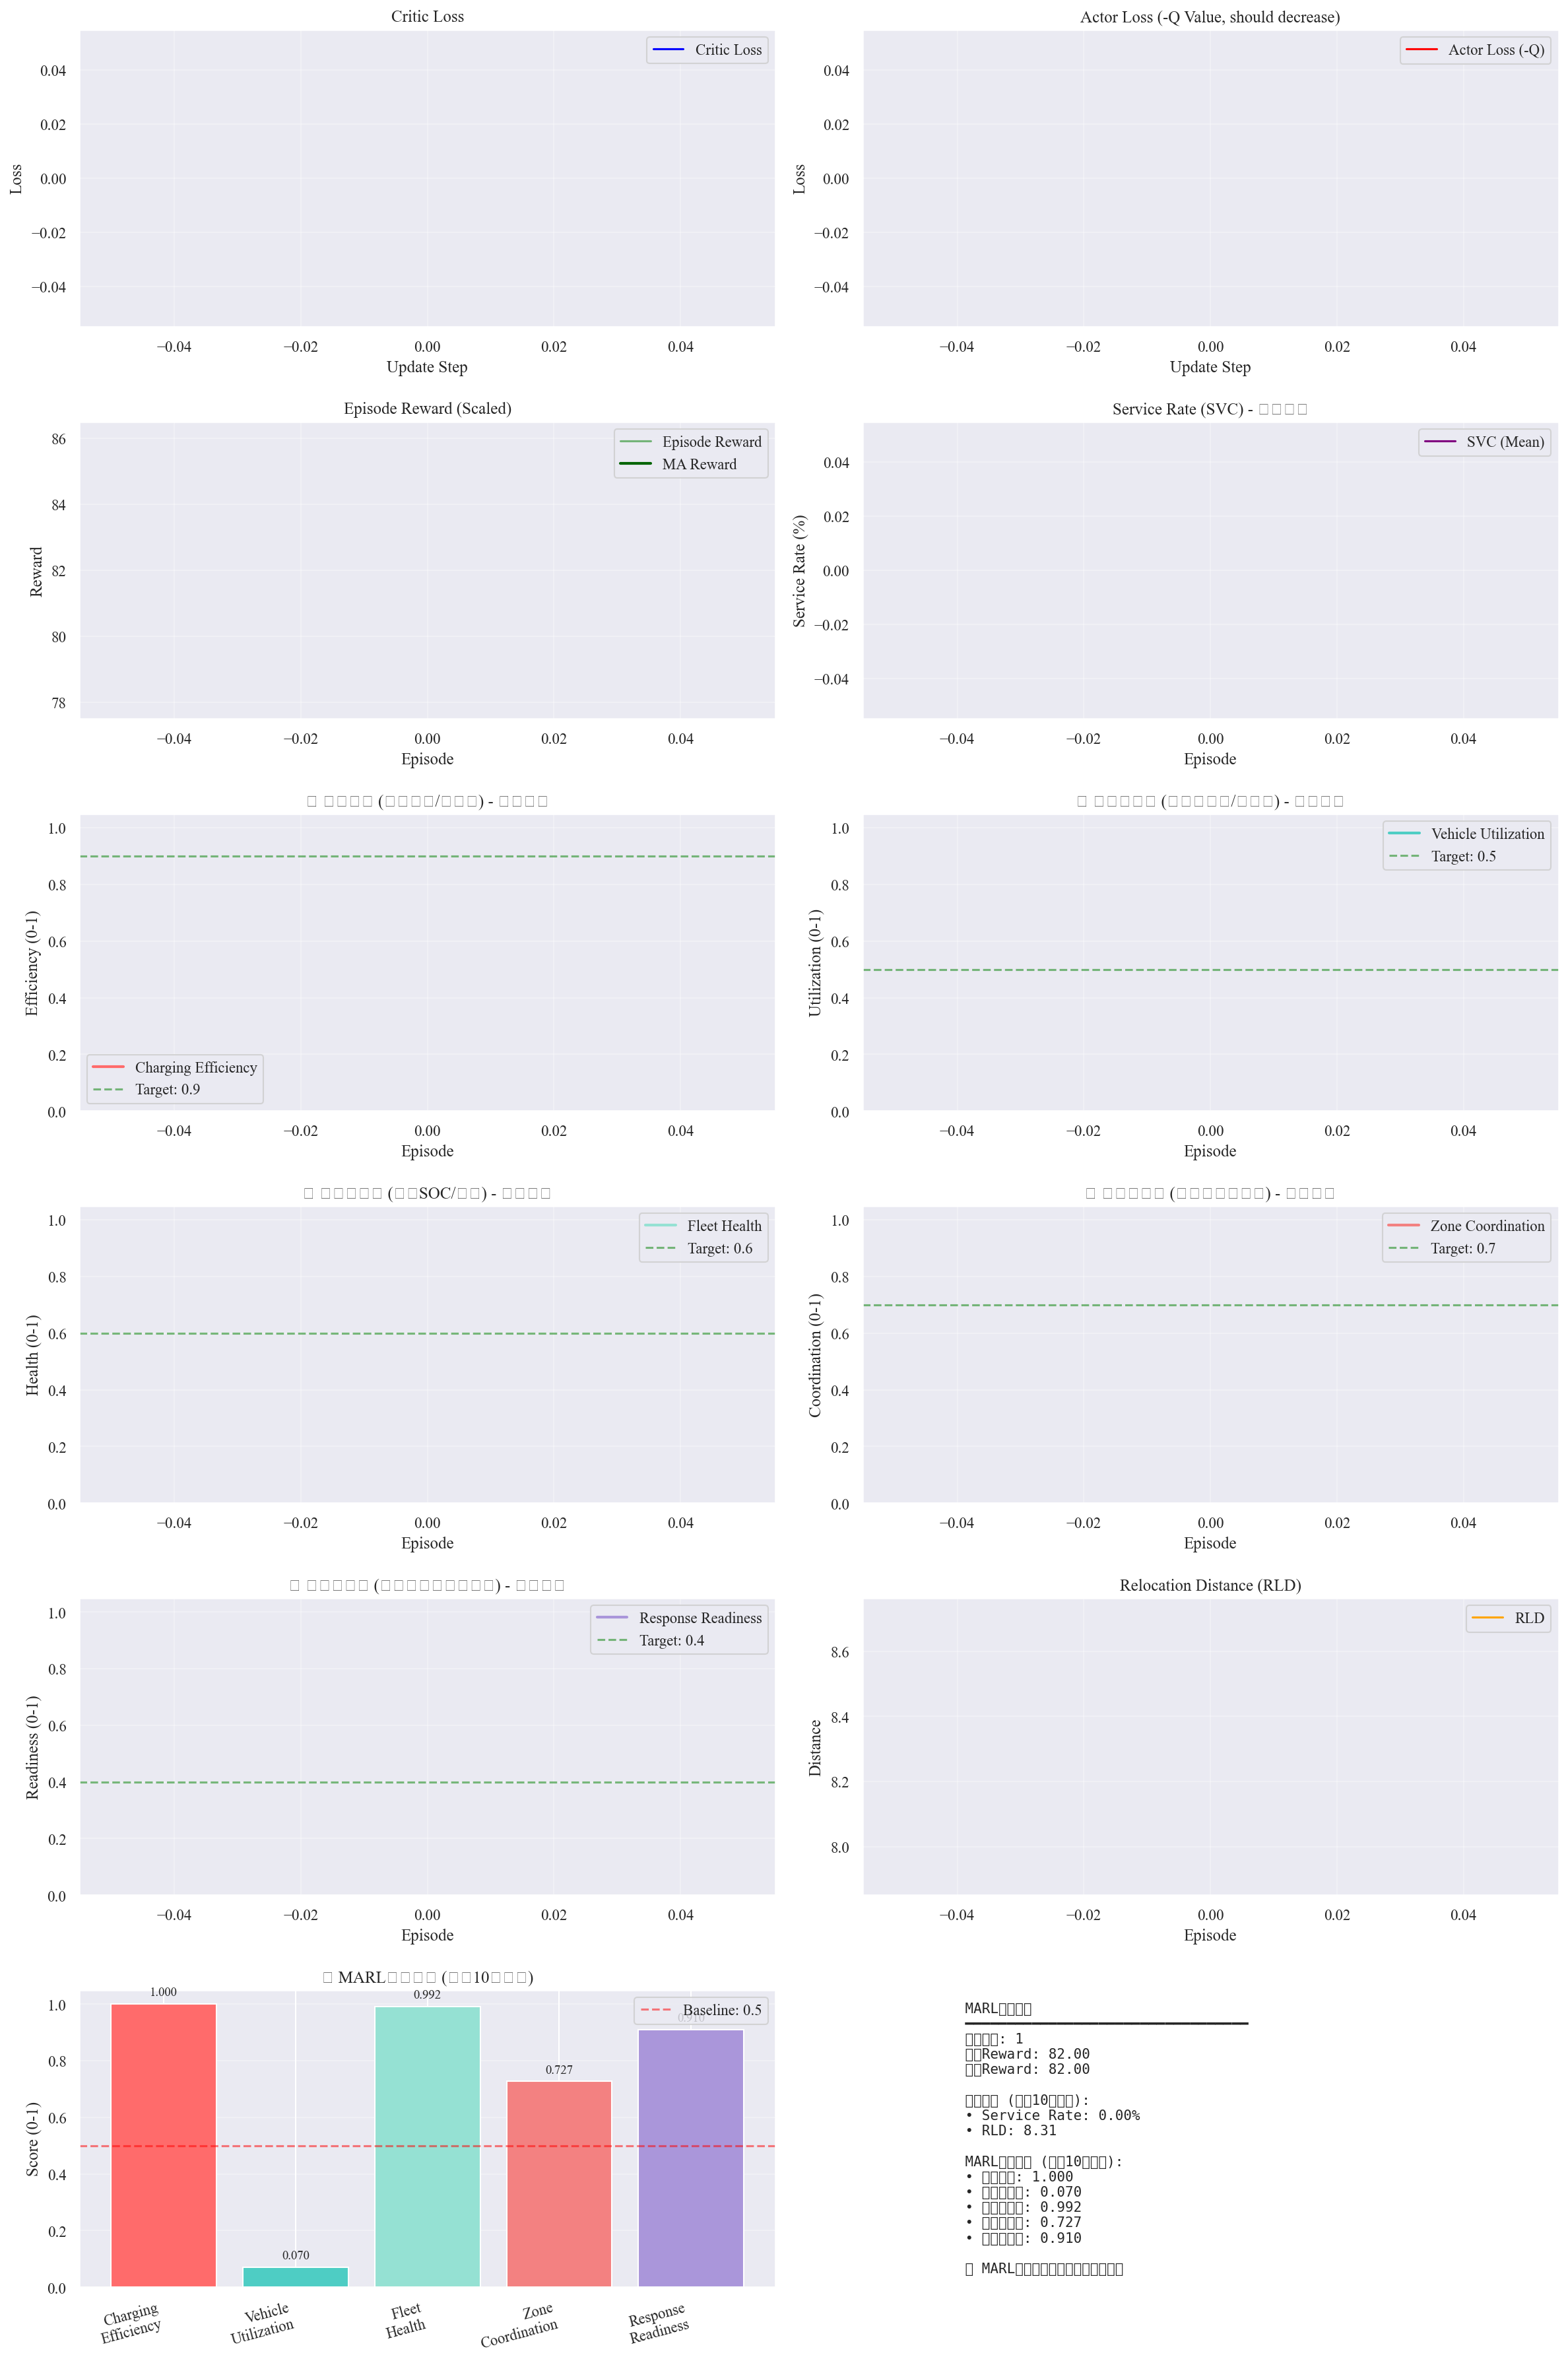 Critic Loss
Critic Loss
0.04
0.02
0.00
−0.02
−0.04
Loss
−0.04 −0.02 0.00 0.02 0.04
Update Step
Actor Loss (-Q Value, should decrease)
Actor Loss (-Q)
0.04
0.02
0.00
−0.02
−0.04
Loss
−0.04 −0.02 0.00 0.02 0.04
Update Step
Episode Reward (Scaled)
Episode Reward
MA Reward
86
84
82
80
78
Reward
−0.04 −0.02 0.00 0.02 0.04
Episode
Service Rate (SVC) -
SVC (Mean)
0.04
0.02
0.00
−0.02
−0.04
Service Rate (%)
−0.04 −0.02 0.00 0.02 0.04
Episode
1.0
0.8
0.6
0.4
0.2
0.0
Efficiency (0-1)
Charging Efficiency
Target: 0.9
−0.04 −0.02 0.00 0.02 0.04
Episode
Vehicle Utilization
Target: 0.5
1.0
0.8
0.6
0.4
0.2
0.0
Utilization (0-1)
−0.04 −0.02 0.00 0.02 0.04
Episode
(SOC/) -
Fleet Health
Target: 0.6
1.0
0.8
0.6
0.4
0.2
0.0
Health (0-1)
−0.04 −0.02 0.00 0.02 0.04
Episode
Zone Coordination
Target: 0.7
1.0
0.8
0.6
0.4
0.2
0.0
Coordination (0-1)
−0.04 −0.02 0.00 0.02 0.04
Episode
Response Readiness
Target: 0.4
1.0
0.8
0.6
0.4
0.2
0.0
Readiness (0-1)
−0.04 −0.02 0.00 0.02 0.04
Episode
Relocation Distance (RLD)
RLD
8.6
8.4
8.2
8.0
Distance
−0.04 −0.02 0.00 0.02 0.04
Episode
MARL (10)
Baseline: 0.5
1.000
0.070
0.992
0.727
0.910
1.0
0.8
0.6
0.4
0.2
0.0
Score (0-1)
Charging
Efficiency
Vehicle
Utilization
Fleet
Health
Zone
Coordination
Response
Readiness
MARL
: 1
Reward: 82.00
Reward: 82.00
(10):
• Service Rate: 0.00%
• RLD: 8.31
MARL (10):
• : 1.000
• : 0.070
• : 0.992
• : 0.727
• : 0.910
MARL